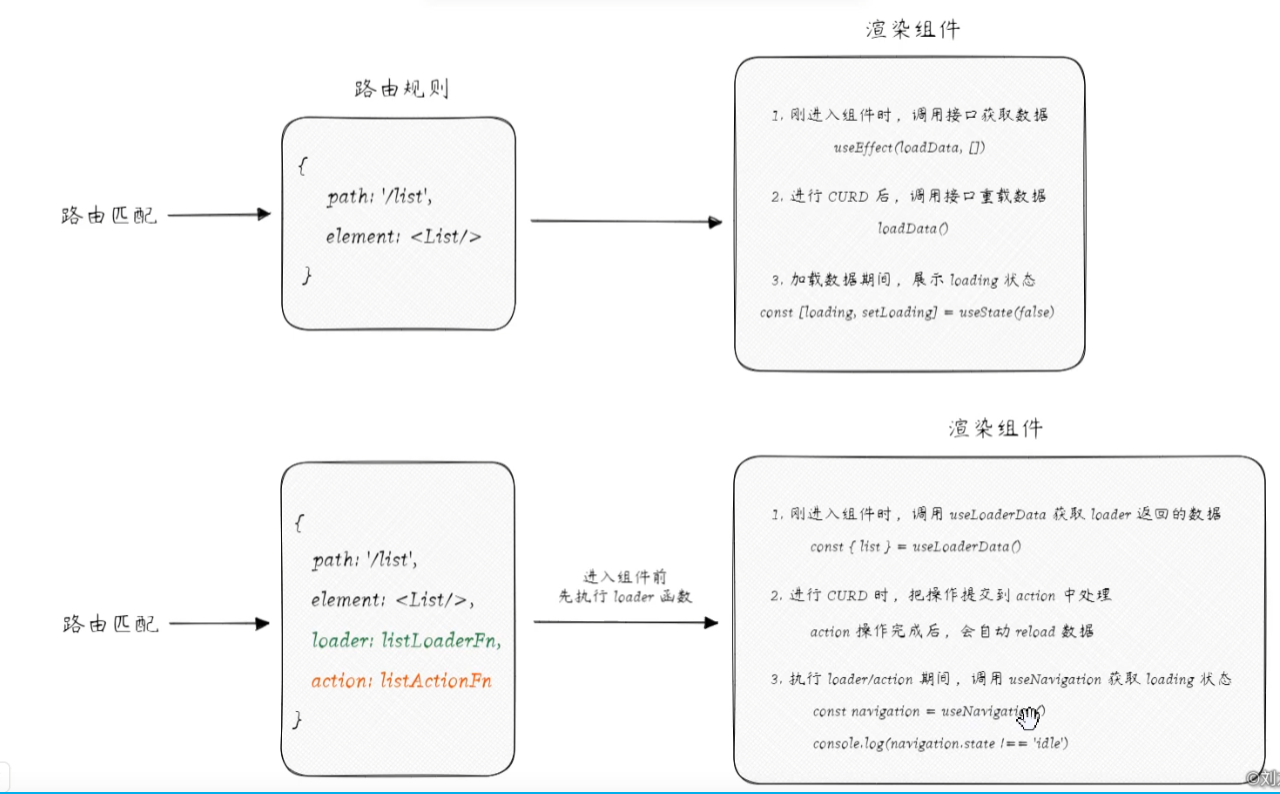 渲染组件
路由规则
路由匹配
{
path: '/list',
element: <List/>
}
1. 刚进入组件时，调用接口获取数据
useEffect(loadData, [])
2. 进行 CURD 后，调用接口重载数据
loadData()
3. 加载数据期间，展示 loading 状态
const [loading, setLoading] = useState(false)
渲染组件
路由匹配
{
path: '/list',
element: <List/>,
loader: listLoaderFn,
action: listActionFn
}
进入组件前
先执行 loader 函数
1. 刚进入组件时，调用 useLoaderData 获取 loader 返回的数据
const { list } = useLoaderData()
2. 进行 CURD 时，把操作提交到 action 中处理
action 操作完成后，会自动 reload 数据
3. 执行 loader/action 期间，调用 useNavigation 获取 loading 状态
const navigation = useNavigation()
console.log(navigation.state !== 'idle')
©刘